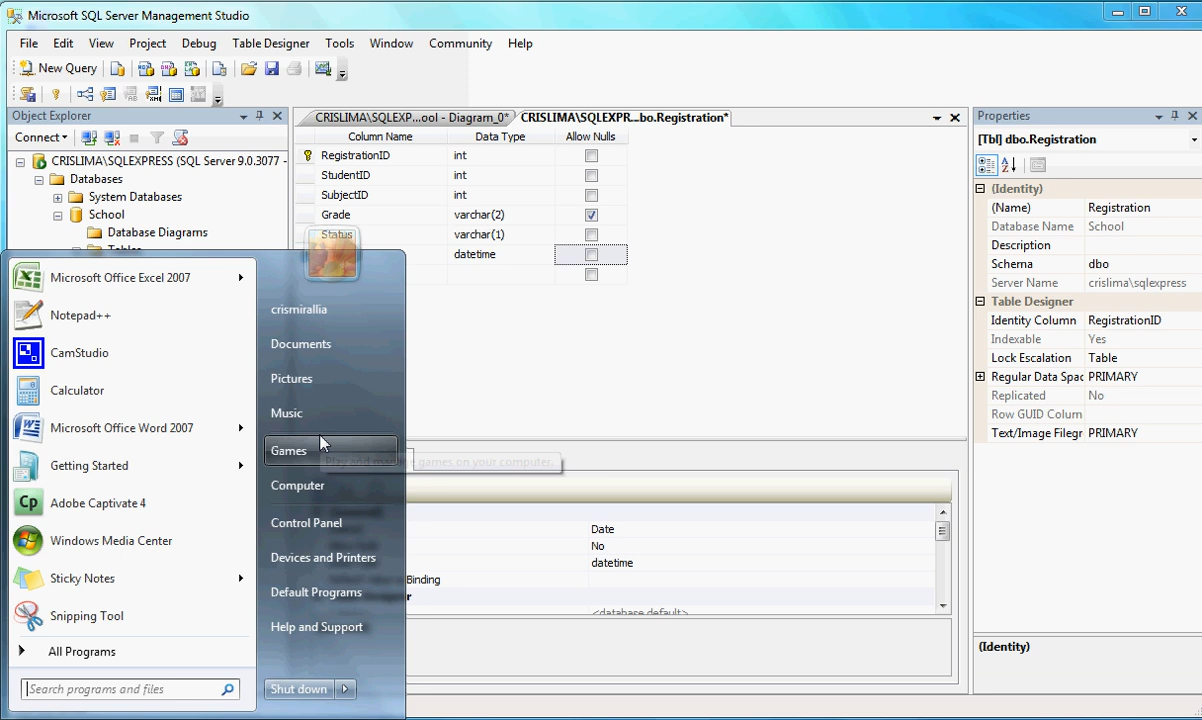 Microsoft SQL Server Management Studio
File Edit View Project Debug Table Designer Tools Window Community Help
New Query
Object Explorer
Connect
CRISLIMA\SQLEXPRESS (SQL Server 9.0.3077 -
Databases
System Databases
School
Database Diagrams
Tables
CRISLIMA\SQLEXP...ool - Diagram_0* CRISLIMA\SQLEXPR...bo.Registration*
Column Name Data Type Allow Nulls
RegistrationID int
StudentID int
SubjectID int
Grade varchar(2)
Status varchar(1)
datetime
Properties
[Tbl] dbo.Registration
(Identity)
(Name) Registration
Database Name School
Description
Schema dbo
Server Name crislima\sqlexpress
Table Designer
Identity Column RegistrationID
Indexable Yes
Lock Escalation Table
Regular Data Spac PRIMARY
Replicated No
Row GUID Colum
Text/Image Filegr PRIMARY
(Identity)
Microsoft Office Excel 2007
Notepad++
CamStudio
Calculator
Microsoft Office Word 2007
Getting Started
Cp Adobe Captivate 4
Windows Media Center
Sticky Notes
Snipping Tool
All Programs
Search programs and files
crismirallia
Documents
Pictures
Music
Games
Play and manage games on your computer.
Computer
Control Panel
Devices and Printers
Default Programs
Help and Support
Shut down
Date
No
datetime
Binding
<database default>